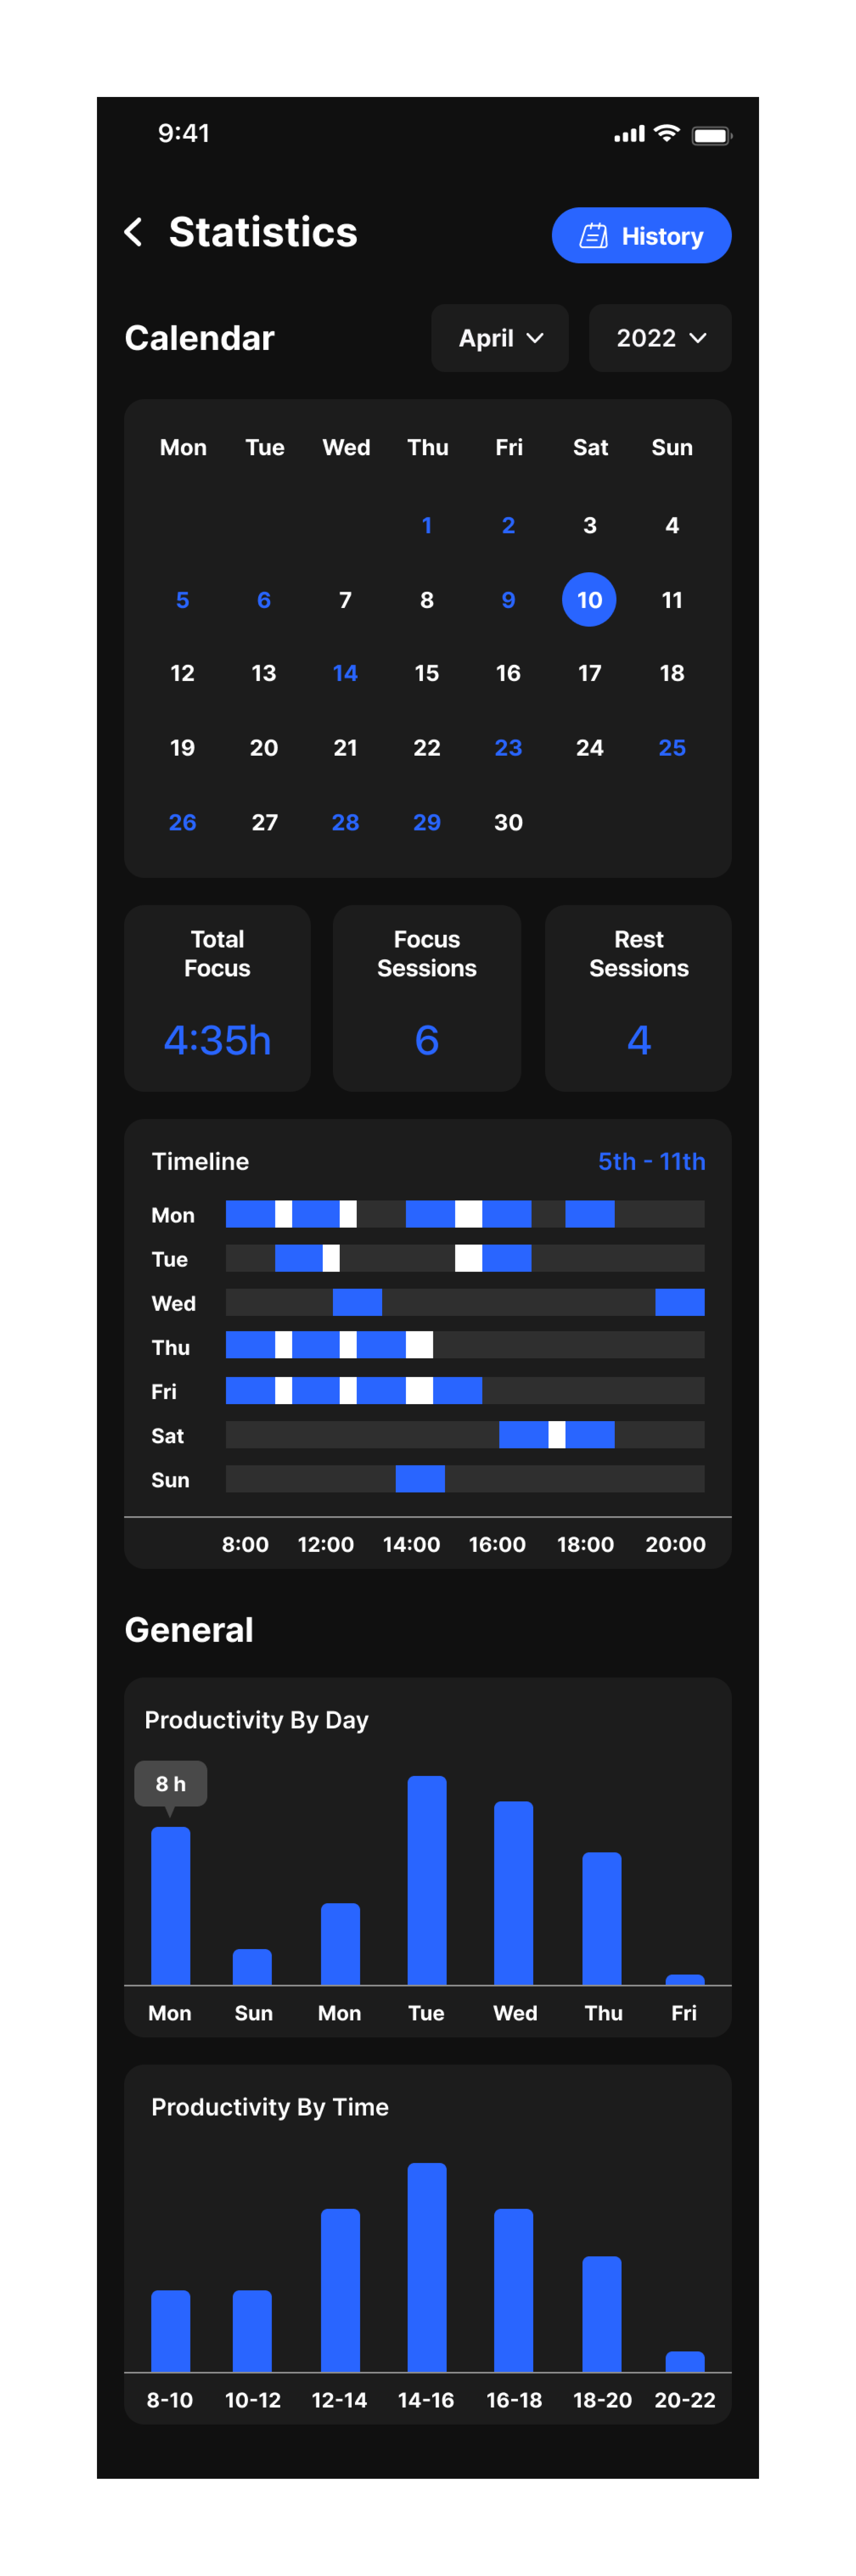 9:41
Statistics
History
Calendar
April
2022
Mon Tue Wed Thu Fri Sat Sun
1 2 3 4
5 6 7 8 9 10 11
12 13 14 15 16 17 18
19 20 21 22 23 24 25
26 27 28 29 30
Total
Focus
4:35h
Focus
Sessions
6
Rest
Sessions
4
Timeline
5th - 11th
Mon
Tue
Wed
Thu
Fri
Sat
Sun
8:00 12:00 14:00 16:00 18:00 20:00
General
Productivity By Day
8 h
Mon Sun Mon Tue Wed Thu Fri
Productivity By Time
8-10 10-12 12-14 14-16 16-18 18-20 20-22